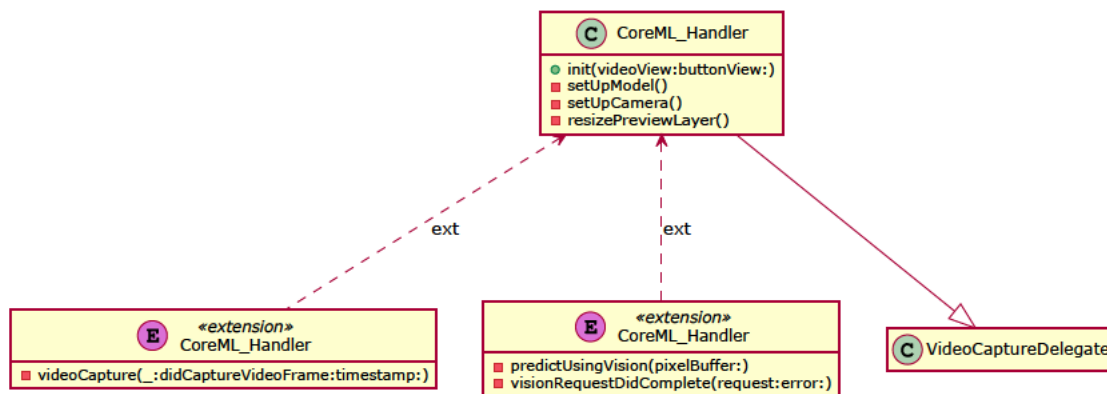 C CoreML_Handler
init(videoView:buttonView:)
setUpModel()
setUpCamera()
resizePreviewLayer()
ext
ext
«extension»
E CoreML_Handler
videoCapture(_:didCaptureVideoFrame:timestamp:)
«extension»
E CoreML_Handler
predictUsingVision(pixelBuffer:)
visionRequestDidComplete(request:error:)
C VideoCaptureDelegate